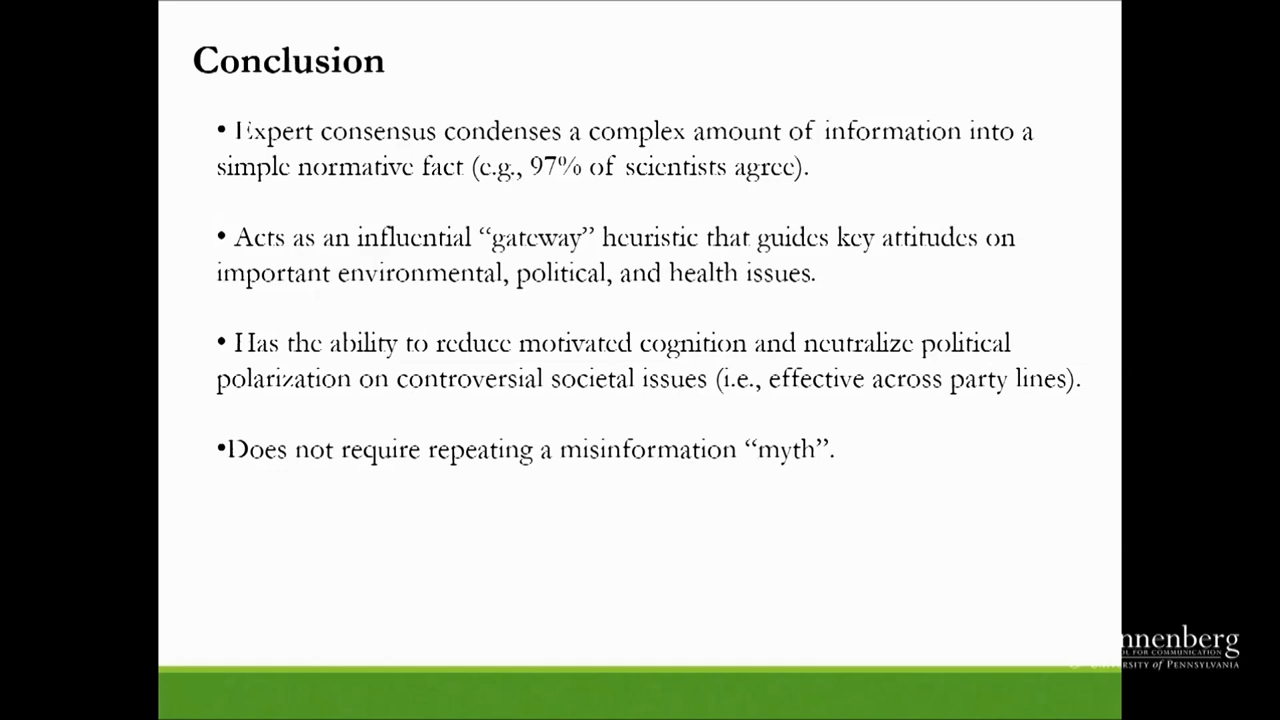 Conclusion
• Expert consensus condenses a complex amount of information into a
simple normative fact (e.g., 97% of scientists agree).
• Acts as an influential “gateway” heuristic that guides key attitudes on
important environmental, political, and health issues.
• Has the ability to reduce motivated cognition and neutralize political
polarization on controversial societal issues (i.e., effective across party lines).
•Does not require repeating a misinformation “myth”.
nnenberg
OL FOR COMMUNICATION
UNIVERSITY of PENNSYLVANIA